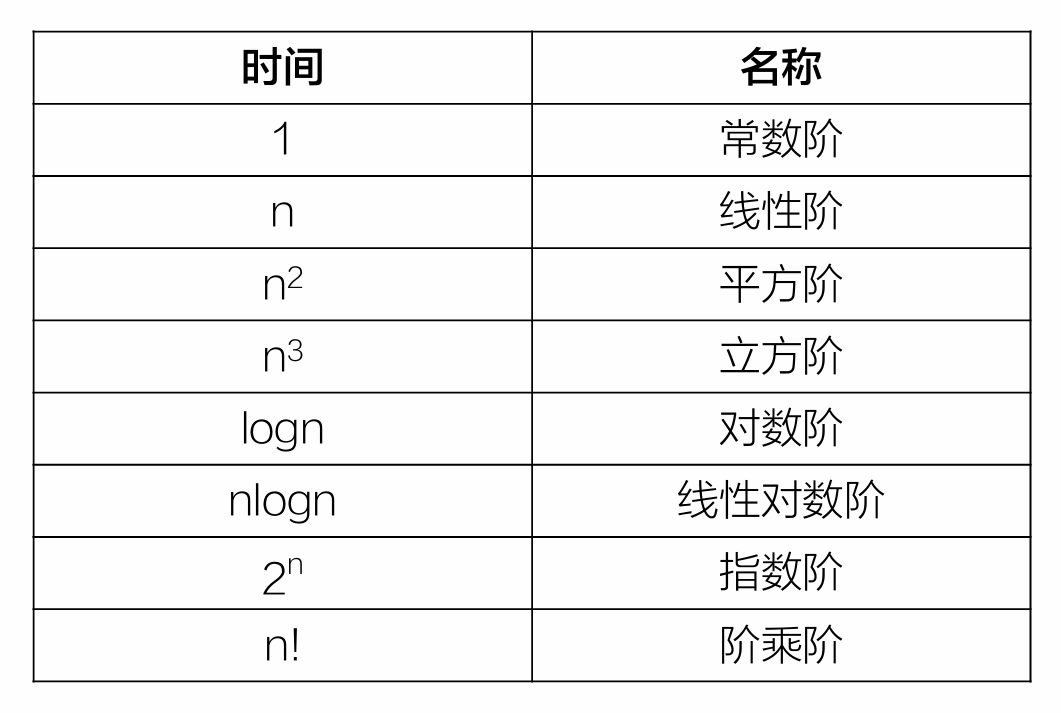 时间 名称
1 常数阶
n 线性阶
n² 平方阶
n³ 立方阶
logn 对数阶
nlogn 线性对数阶
2ⁿ 指数阶
n! 阶乘阶